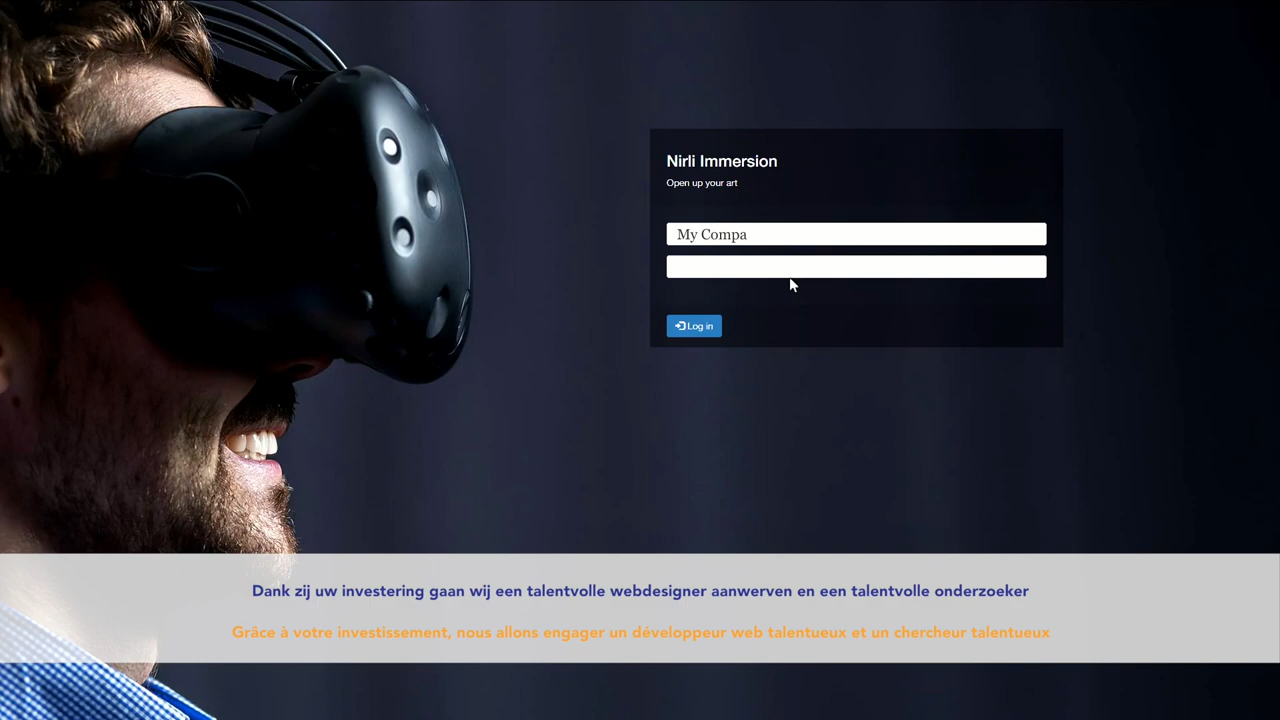 Nirli Immersion
Open up your art
My Compa
Log in
Dank zij uw investering gaan wij een talentvolle webdesigner aanwerven en een talentvolle onderzoeker
Grâce à votre investissement, nous allons engager un développeur web talentueux et un chercheur talentueux